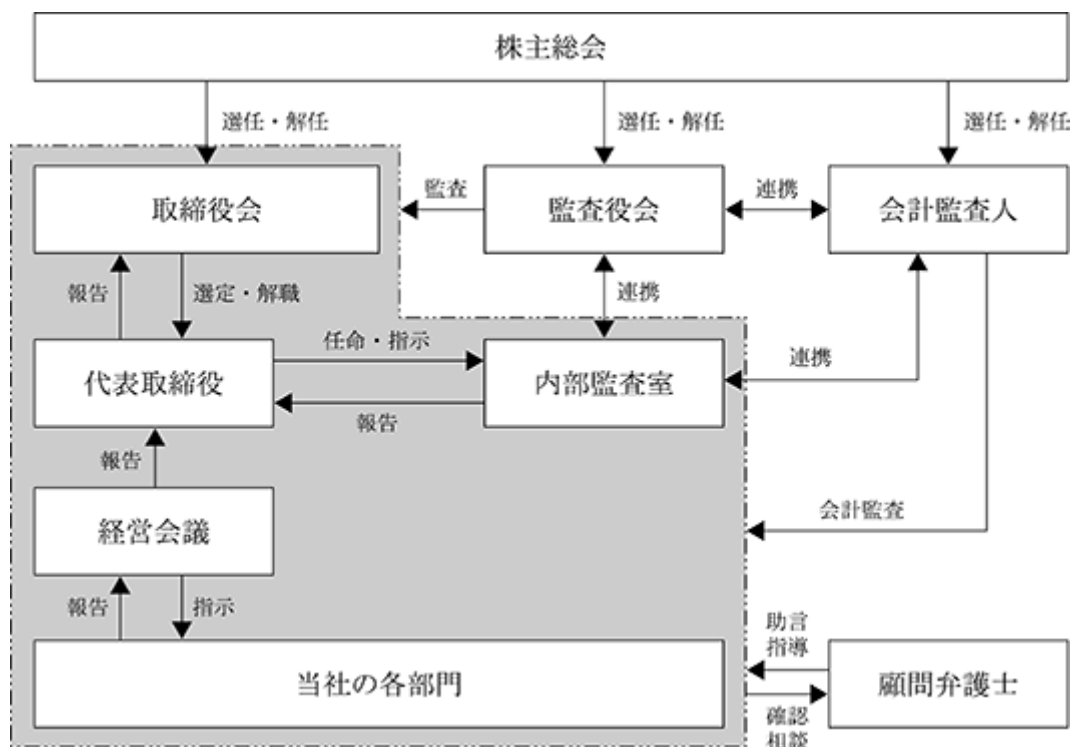 株主総会
選任・解任
選任・解任
選任・解任
取締役会
監査
監査役会
連携
会計監査人
報告
選定・解職
連携
任命・指示
代表取締役
内部監査室
連携
報告
報告
経営会議
会計監査
報告
指示
助言
指導
当社の各部門
顧問弁護士
確認
相談